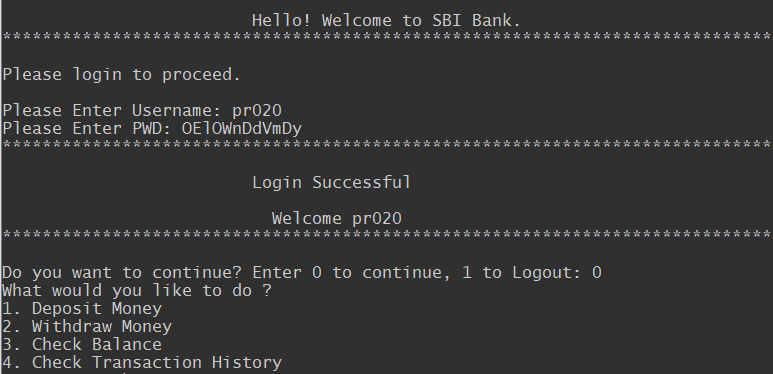 Hello! Welcome to SBI Bank.
*****************************************************************************
Please login to proceed.
Please Enter Username: pr020
Please Enter PWD: OElOWnDdVmDy
*****************************************************************************
Login Successful
Welcome pr020
*****************************************************************************
Do you want to continue? Enter 0 to continue, 1 to Logout: 0
What would you like to do ?
1. Deposit Money
2. Withdraw Money
3. Check Balance
4. Check Transaction History